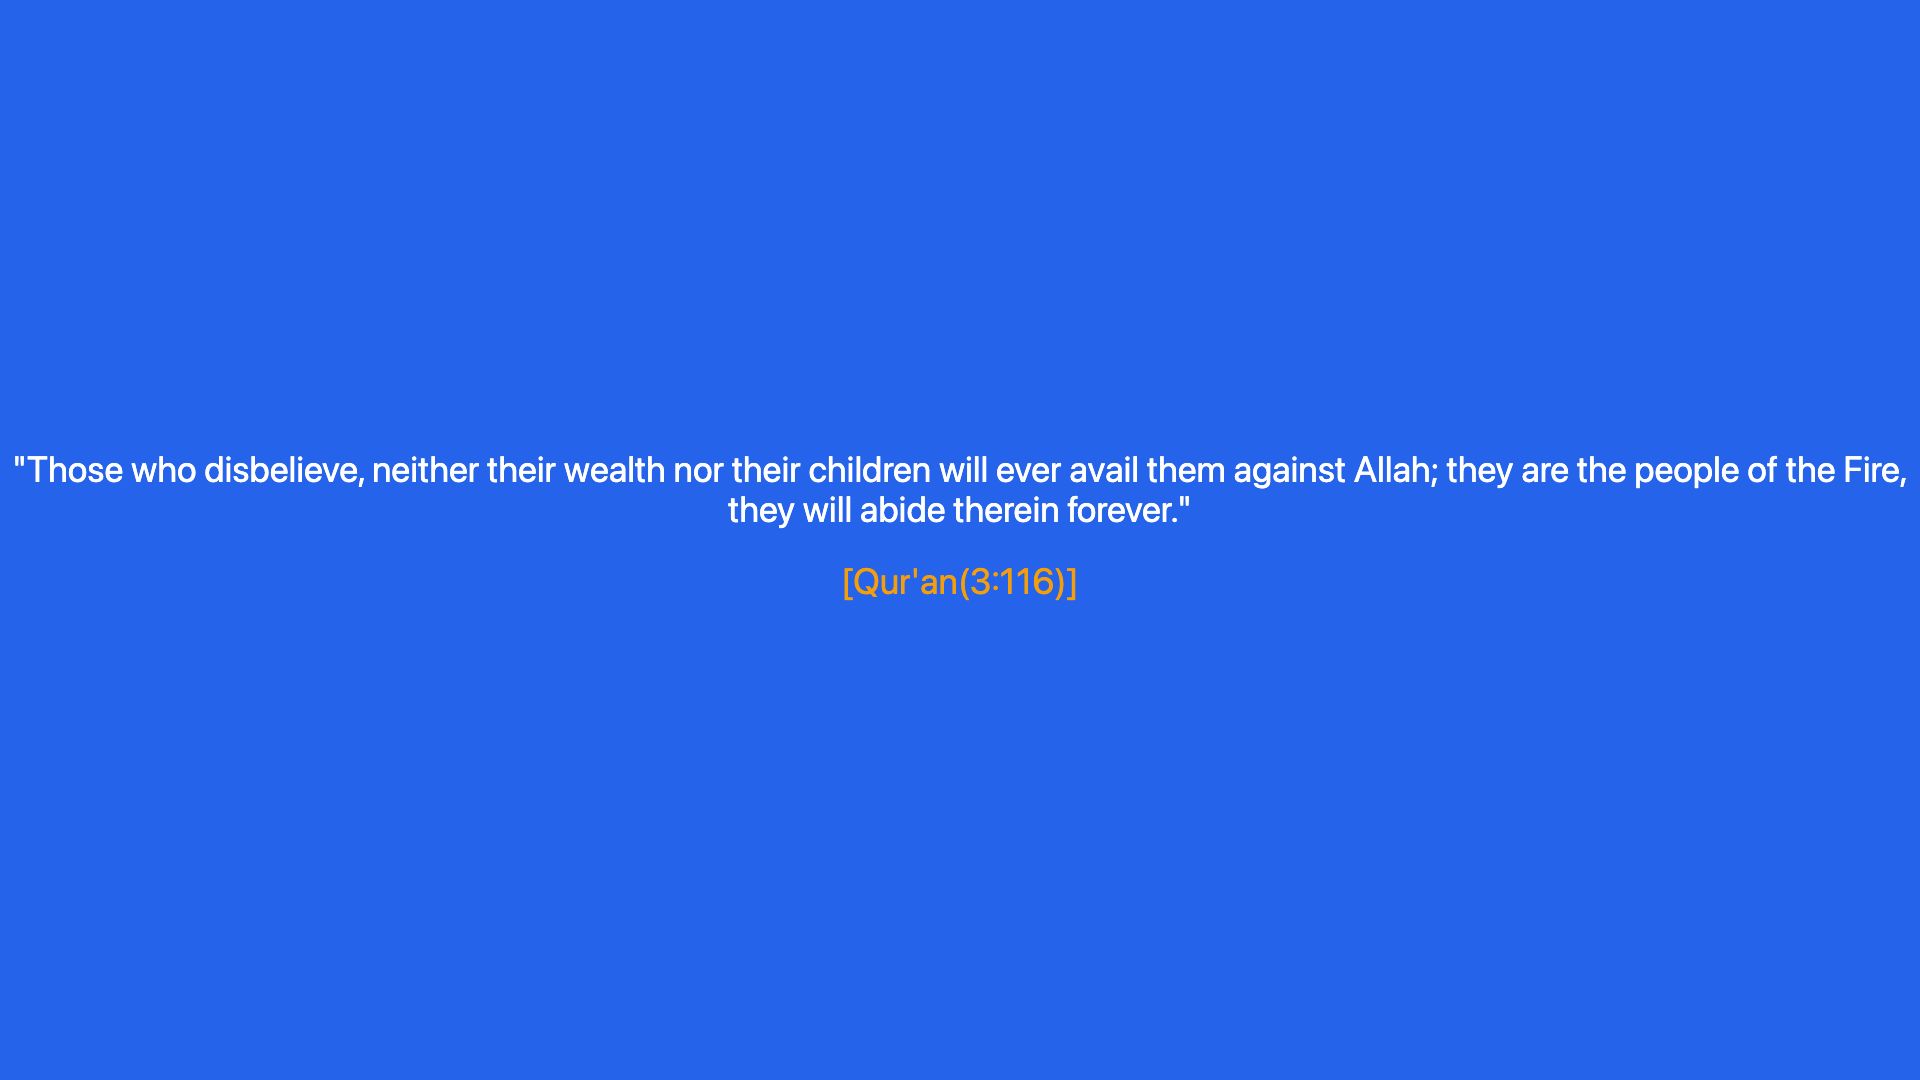 "Those who disbelieve, neither their wealth nor their children will ever avail them against Allah; they are the people of the Fire,
they will abide therein forever."
[Qur'an(3:116)]